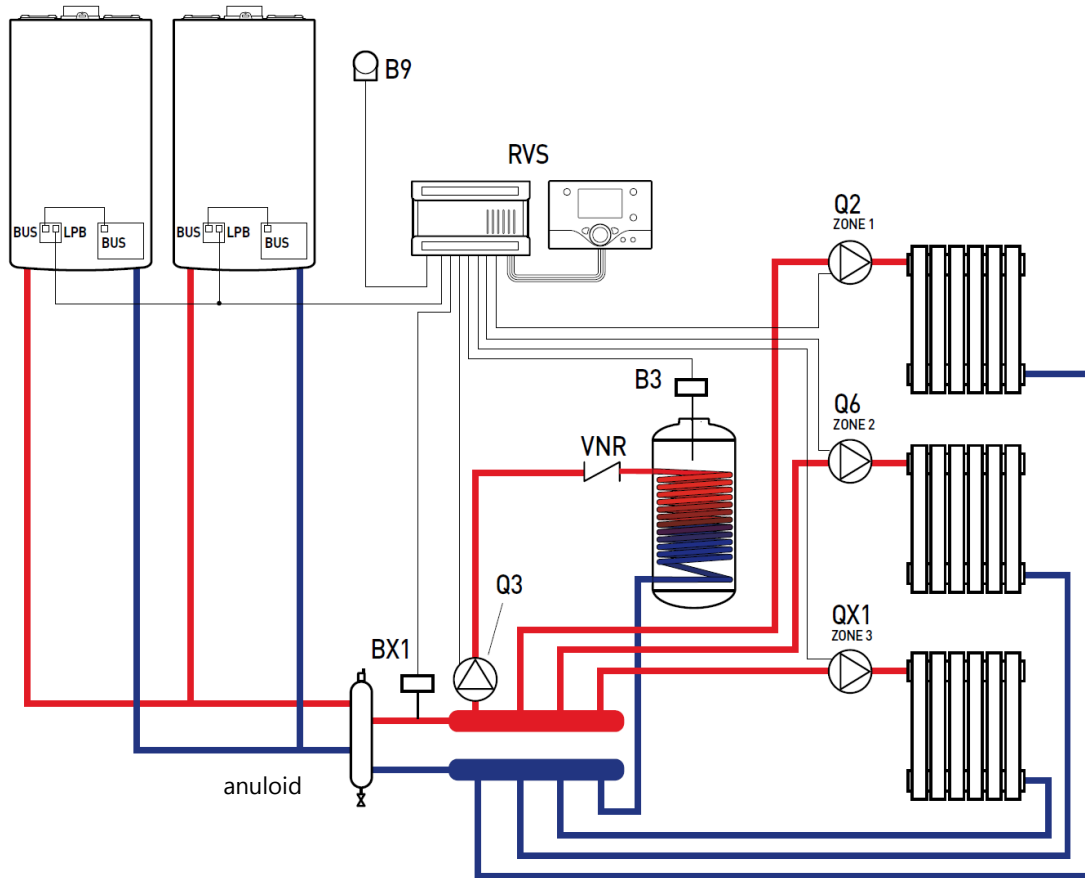 B9
RVS
BUS
LPB
BUS
BUS
LPB
BUS
Q2
ZONE 1
B3
Q6
ZONE 2
VNR
Q3
QX1
ZONE 3
BX1
anuloid